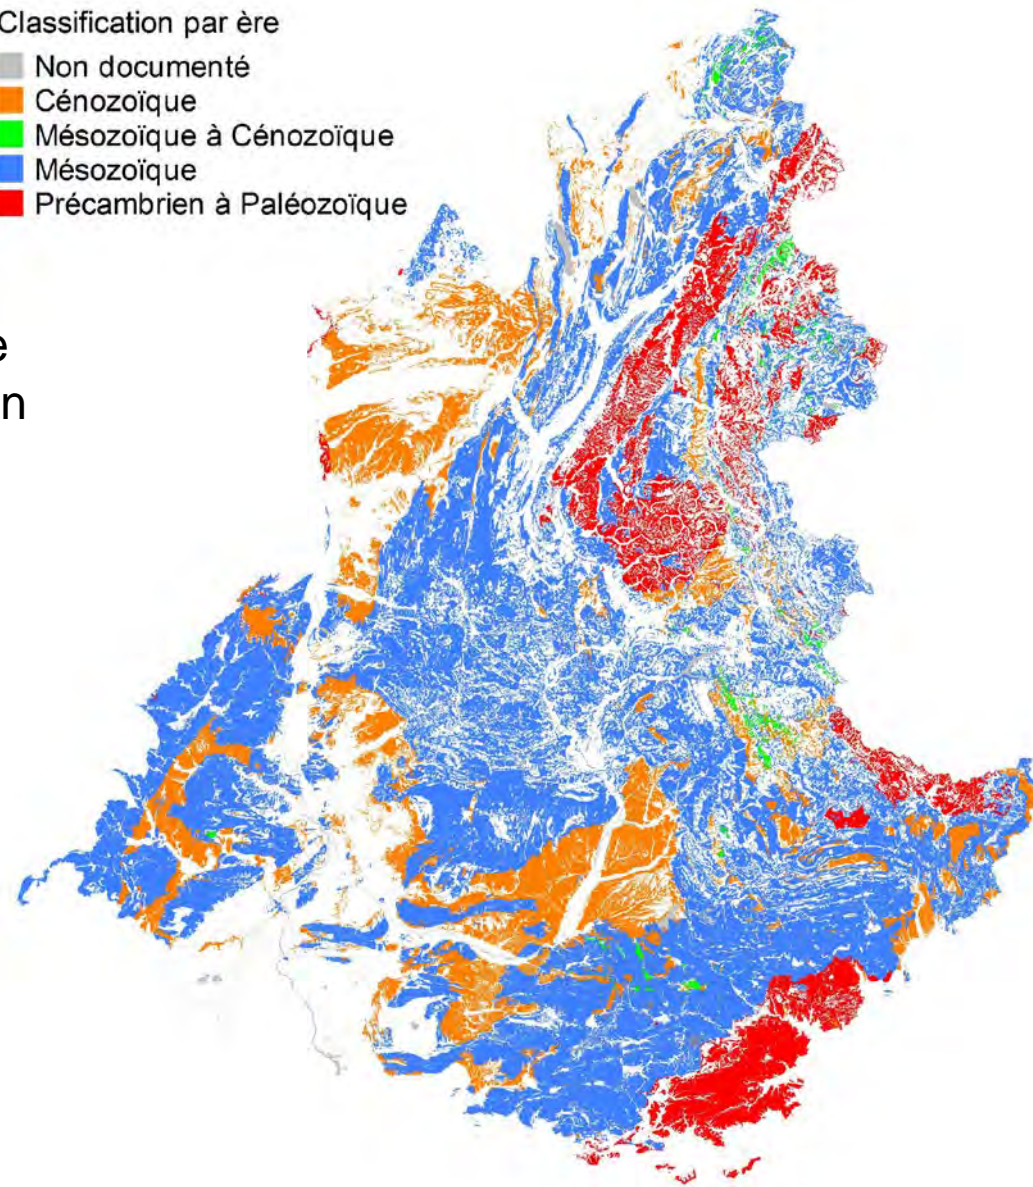 Classification par ère
Non documenté
Cénozoïque
Mésozoïque à Cénozoïque
Mésozoïque
Précambrien à Paléozoïque
e
n